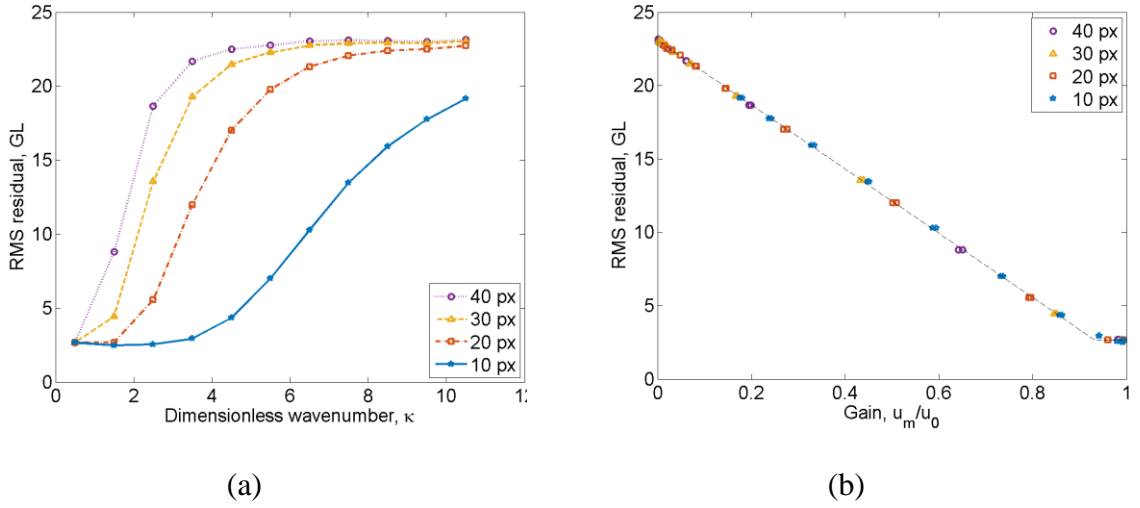 25
20
15
10
5
0
0 2 4 6 8 10 12
RMS residual, GL
Dimensionless wavenumber, κ
40 px
30 px
20 px
10 px
(a)
25
20
15
10
5
0
0 0.2 0.4 0.6 0.8 1
RMS residual, GL
Gain, u_m/u_0
40 px
30 px
20 px
10 px
(b)